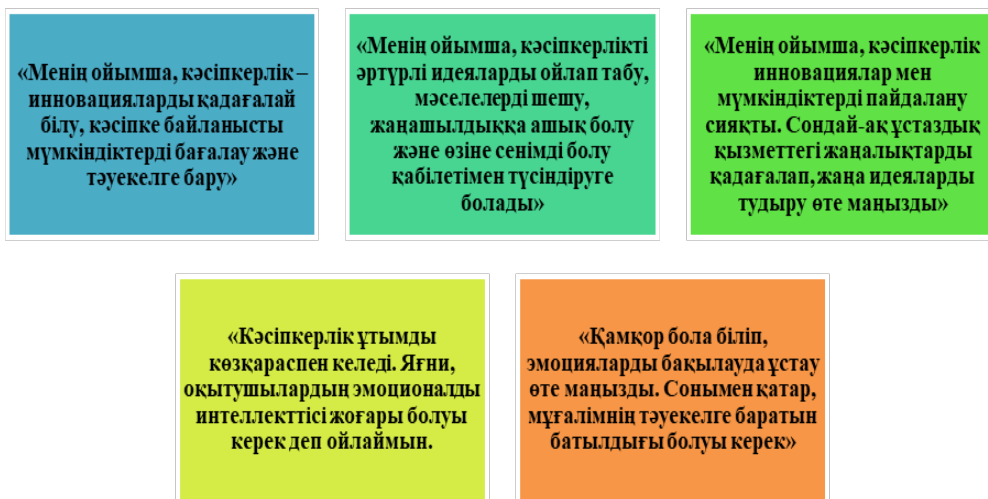 «Менің ойымша, кәсіпкерлік –
инновацияларды қадағалай
білу, кәсіпке байланысты
мүмкіндіктерді бағалау және
тәуекелге бару»
«Менің ойымша, кәсіпкерлікті
әртүрлі идеяларды ойлап табу,
мәселелерді шешу,
жаңашылдыққа ашық болу
және өзіне сенімді болу
қабілетімен түсіндіруге
болады»
«Менің ойымша, кәсіпкерлік
инновациялар мен
мүмкіндіктерді пайдалану
сияқты. Сондай-ақ ұстаздық
қызметтегі жаңалықтарды
қадағалап, жаңа идеяларды
тудыру өте маңызды»
«Кәсіпкерлік ұтымды
көзқараспен келеді. Яғни,
оқытушылардың эмоционалды
интеллекттісі жоғары болуы
керек деп ойлаймын.
«Қамқор бола біліп,
эмоцияларды бақылауда ұстау
өте маңызды. Сонымен қатар,
мұғалімнің тәуекелге баратын
батылдығы болуы керек»